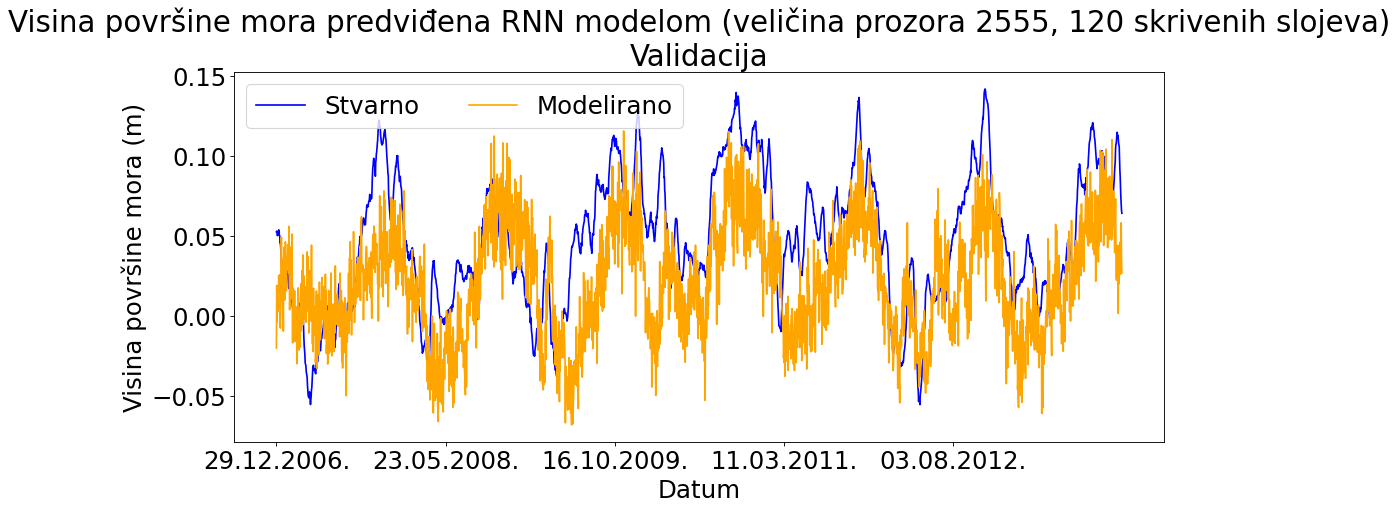 Visina površine mora predviđena RNN modelom (veličina prozora 2555, 120 skrivenih slojeva)
Validacija
Stvarno
Modelirano
Visina površine mora (m)
0.15
0.10
0.05
0.00
−0.05
29.12.2006.
23.05.2008.
16.10.2009.
11.03.2011.
03.08.2012.
Datum